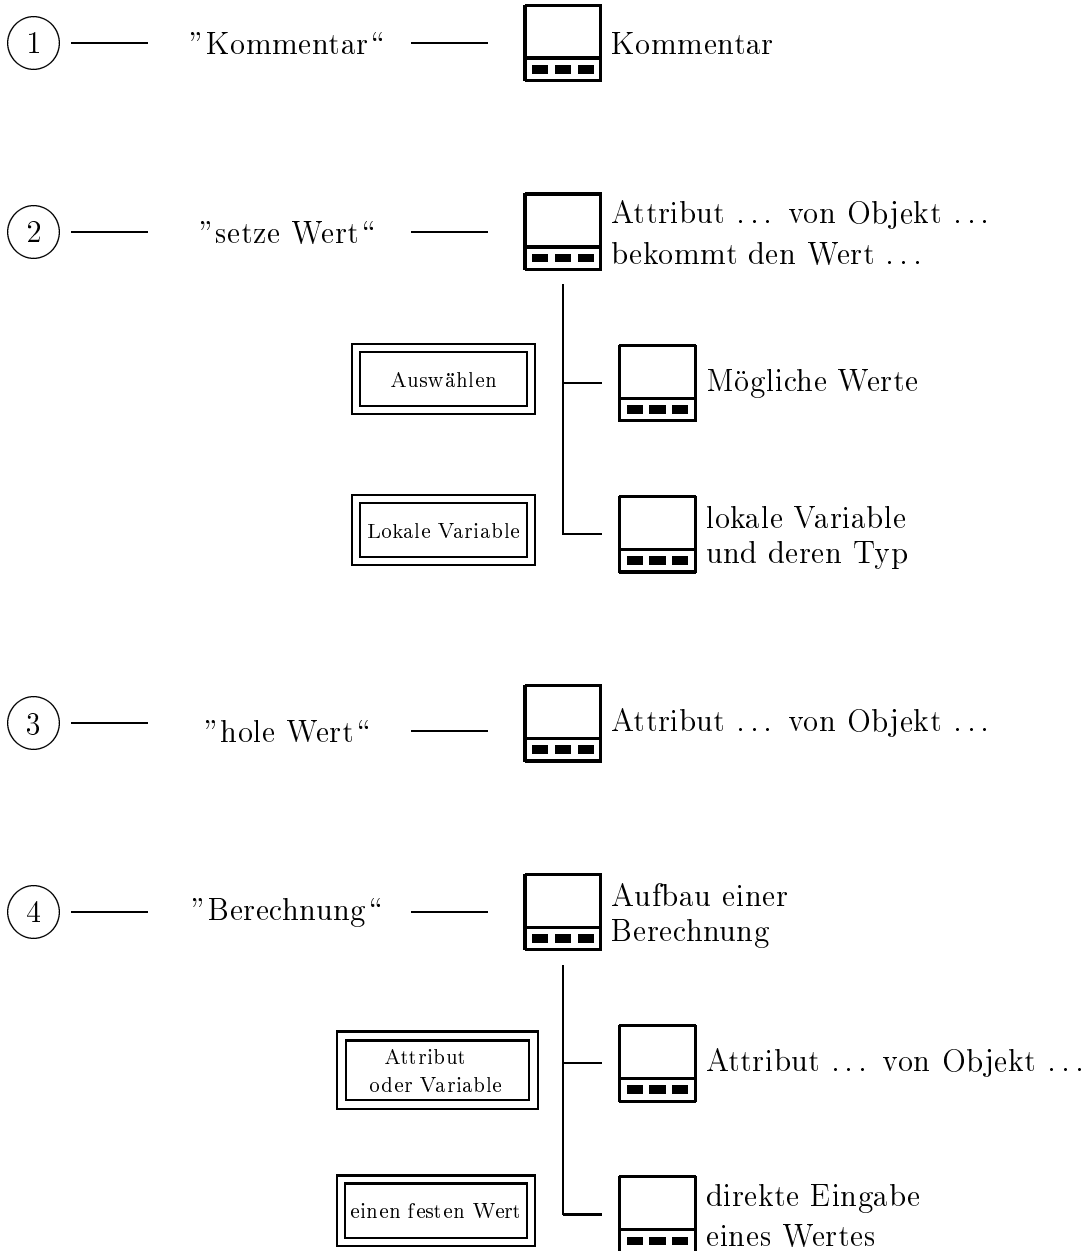 1 ”Kommentar“ Kommentar
2 ”setze Wert“ Attribut ... von Objekt ...
bekommt den Wert ...
Auswählen Mögliche Werte
Lokale Variable lokale Variable
und deren Typ
3 ”hole Wert“ Attribut ... von Objekt ...
4 ”Berechnung“ Aufbau einer
Berechnung
Attribut
oder Variable
Attribut ... von Objekt ...
einen festen Wert direkte Eingabe
eines Wertes